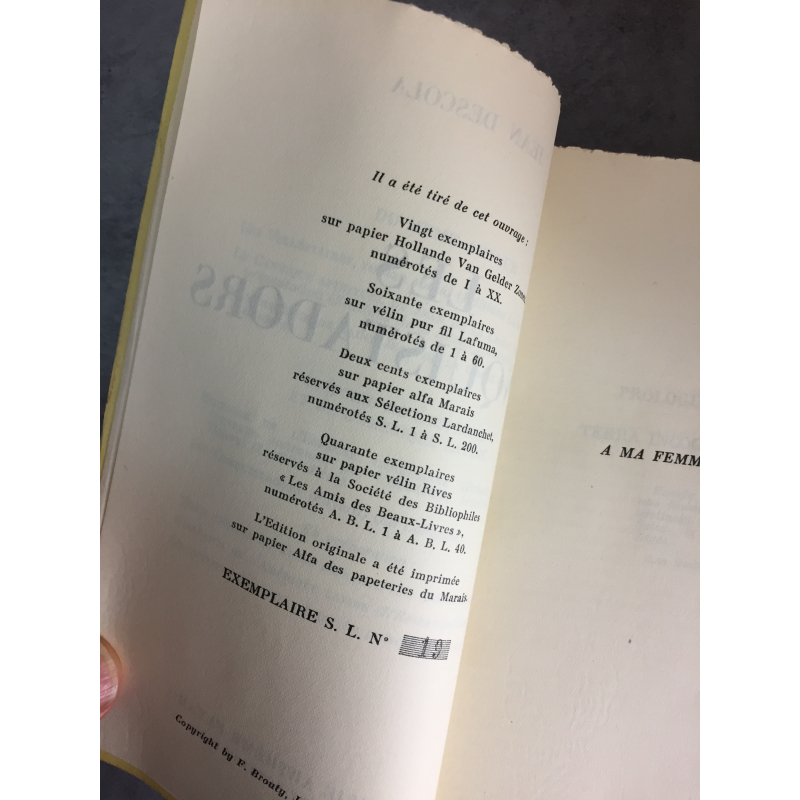 Il a été tiré de cet ouvrage :
Vingt exemplaires
sur papier Hollande Van Gelder Zonen,
numérotés de I à XX.
Soixante exemplaires
sur vélin pur fil Lafuma,
numérotés de 1 à 60.
Deux cents exemplaires
sur papier alfa Marais
réservés aux Sélections Lardanchet,
numérotés S. L. 1 à S. L. 200.
Quarante exemplaires
sur papier vélin Rives
réservés à la Société des Bibliophiles
« Les Amis des Beaux-Livres »,
numérotés A. B. L. 1 à A. B. L. 40.
L'Edition originale a été imprimée
sur papier Alfa des papeteries du Marais.
EXEMPLAIRE S. L. N° 19
Copyright by F. Brouty, J.
A MA FEMM